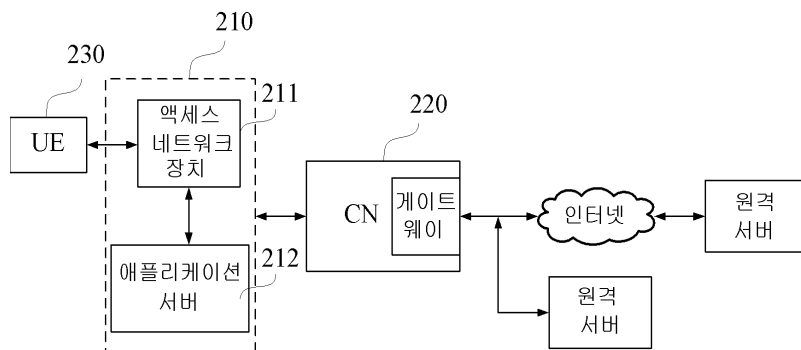 230
210
211
UE
액세스
네트워크
장치
220
CN
게이트
웨이
인터넷
원격
서버
애플리케이션
서버
212
원격
서버